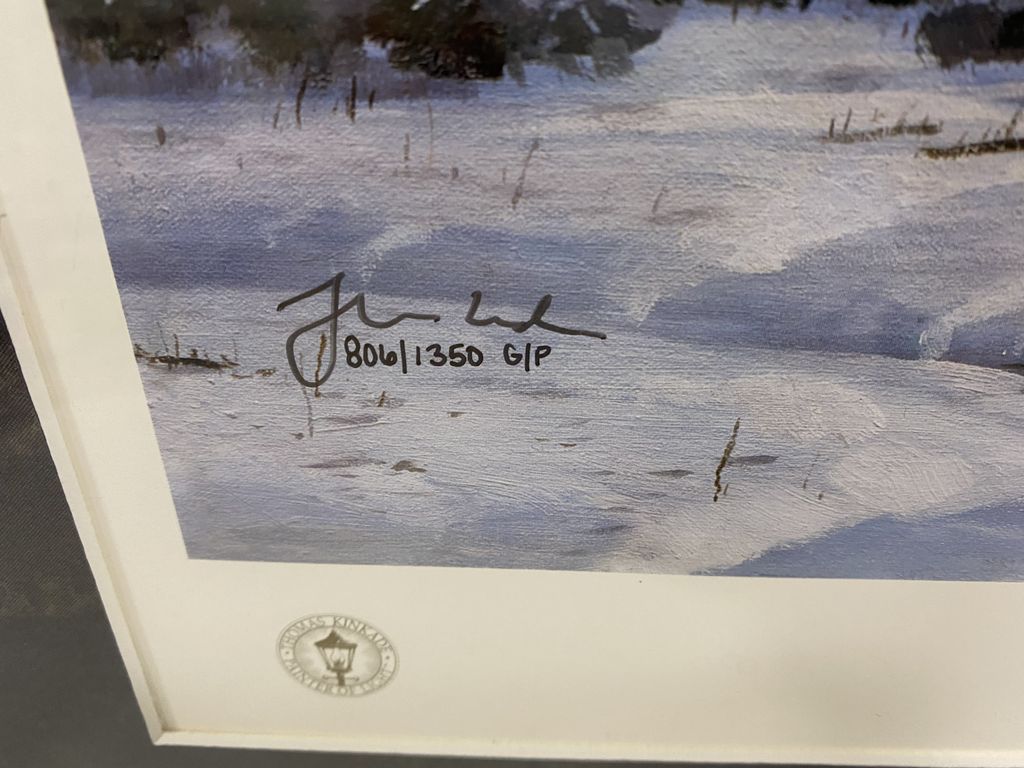 806/1350 G/P
THOMAS KINKADE
PAINTER OF LIGHT